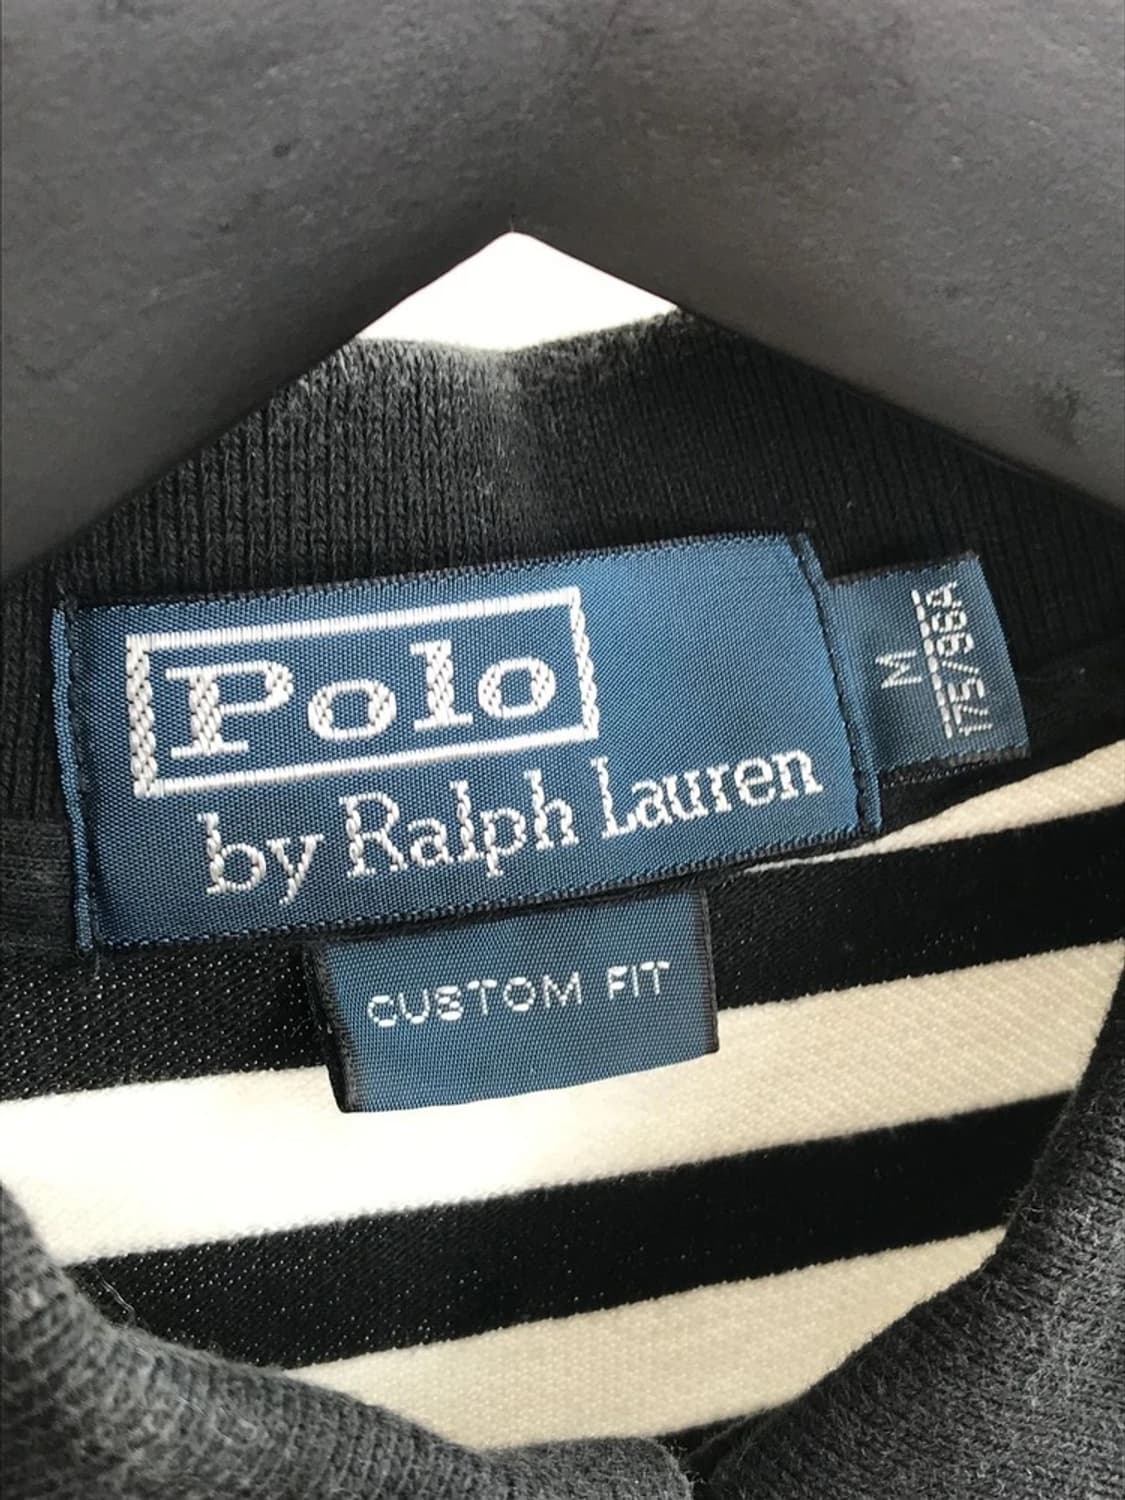 Polo
by Ralph Lauren
M
175/96A
CUSTOM FIT